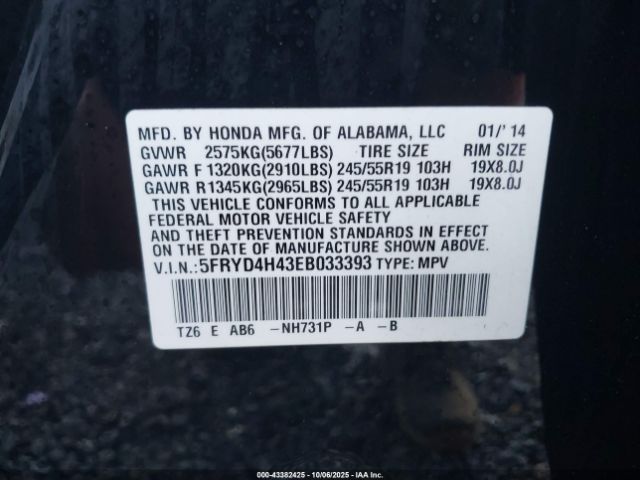 MFD. BY HONDA MFG. OF ALABAMA, LLC 01/' 14
GVWR 2575KG(5677LBS) TIRE SIZE RIM SIZE
GAWR F 1320KG(2910LBS) 245/55R19 103H 19X8.0J
GAWR R1345KG(2965LBS) 245/55R19 103H 19X8.0J
THIS VEHICLE CONFORMS TO ALL APPLICABLE
FEDERAL MOTOR VEHICLE SAFETY
AND THEFT PREVENTION STANDARDS IN EFFECT
ON THE DATE OF MANUFACTURE SHOWN ABOVE.
V.I.N.: 5FRYD4H43EB033393 TYPE: MPV
TZ6 E AB6 -NH731P -A -B
000-43382425 - 10/06/2025 - IAA Inc.